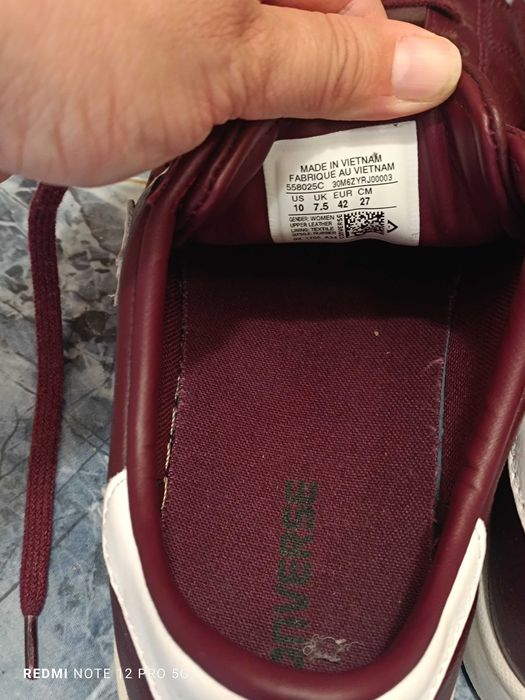 MADE IN VIETNAM
FABRIQUE AU VIETNAM
558025C 30M6ZYRJ00003
US UK EUR CM
10 7.5 42 27
GENDER: WOMEN
UPPER: LEATHER
LINING: TEXTILE
CONVERSE
REDMI NOTE 12 PRO 5G